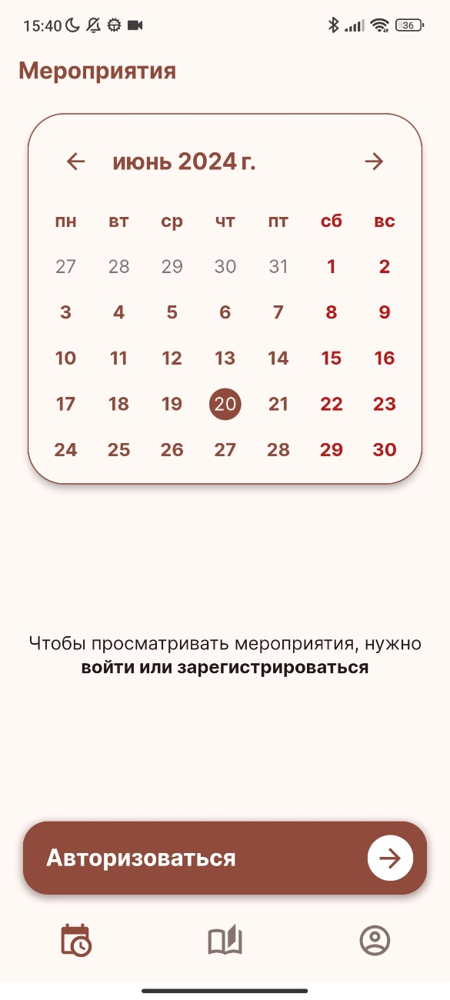 15:40 36
Мероприятия
июнь 2024 г.
пн вт ср чт пт сб вс
27 28 29 30 31 1 2
3 4 5 6 7 8 9
10 11 12 13 14 15 16
17 18 19 20 21 22 23
24 25 26 27 28 29 30
Чтобы просматривать мероприятия, нужно
войти или зарегистрироваться
Авторизоваться